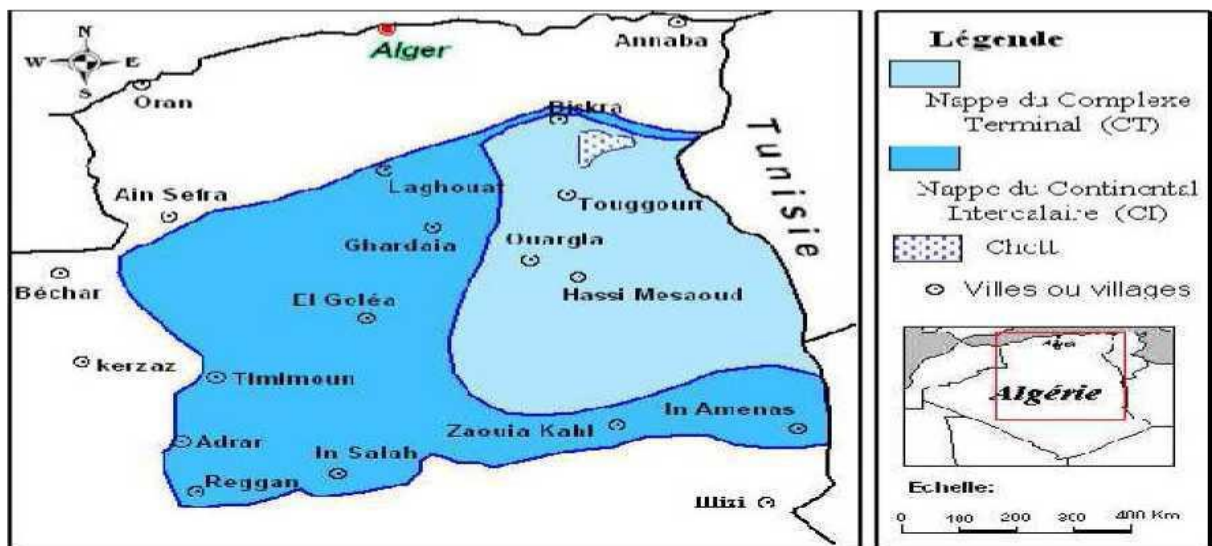 N
W
E
S
Alger
Annaba
Oran
Biskra
Tunisie
Laghouat
Ain Sefra
Touggourt
Ghardaia
Ouargla
Béchar
El Goléa
Hassi Mesaoud
kerzaz
Timimoun
In Amenas
Zaouia Kahl
Adrar
In Salah
Reggan
Illizi
Légende
Nappe du Complexe
Terminal (CT)
Nappe du Continental
Intercalaire (CI)
Chott
Villes ou villages
Alger
Algérie
Echelle:
0 100 200 300 400 Km